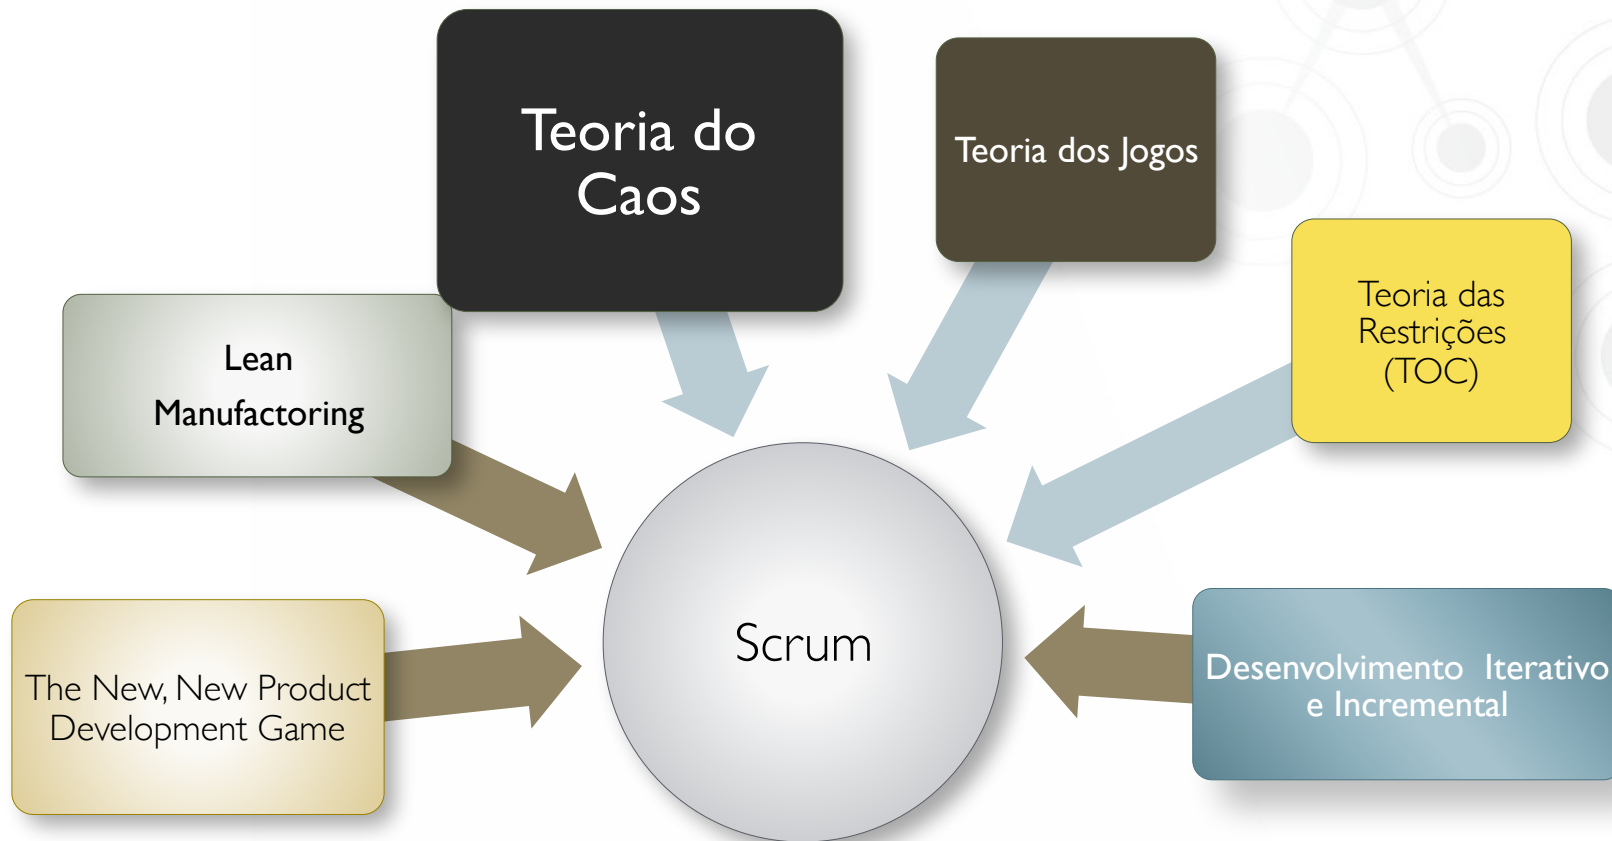 Teoria do
Caos
Teoria dos Jogos
Teoria das
Restrições
(TOC)
Lean
Manufactoring
Scrum
The New, New Product
Development Game
Desenvolvimento Iterativo
e Incremental